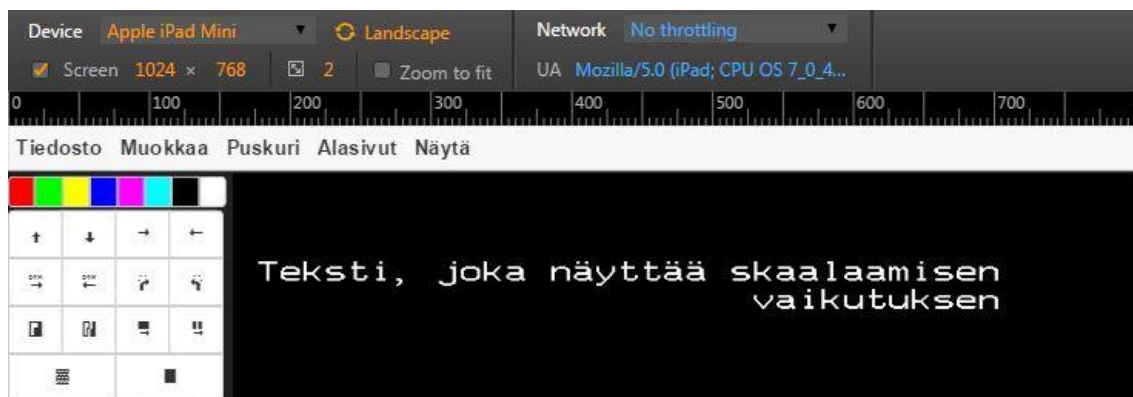 Device Apple iPad Mini Landscape Network No throttling
Screen 1024 × 768 2 Zoom to fit UA Mozilla/5.0 (iPad; CPU OS 7_0_4...
0 100 200 300 400 500 600 700
Tiedosto Muokkaa Puskuri Alasivut Näytä
Teksti, joka näyttää skaalaamisen
vaikutuksen